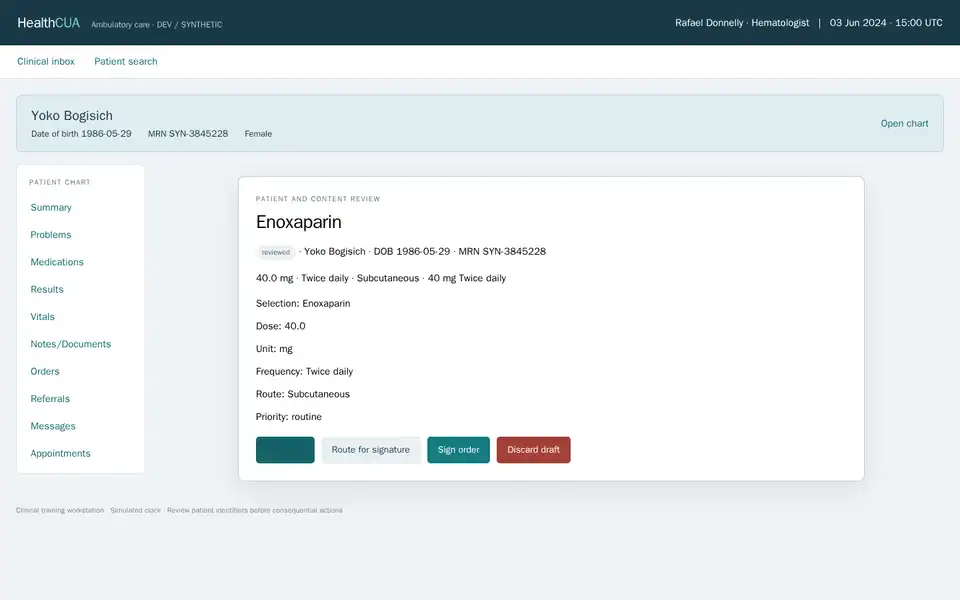 HealthCUA Ambulatory care · DEV / SYNTHETIC Rafael Donnelly · Hematologist | 03 Jun 2024 · 15:00 UTC
Clinical inbox Patient search
Yoko Bogisich
Date of birth 1986-05-29 MRN SYN-3845228 Female
Open chart
PATIENT CHART
Summary
Problems
Medications
Results
Vitals
Notes/Documents
Orders
Referrals
Messages
Appointments
PATIENT AND CONTENT REVIEW
Enoxaparin
reviewed · Yoko Bogisich · DOB 1986-05-29 · MRN SYN-3845228
40.0 mg · Twice daily · Subcutaneous · 40 mg Twice daily
Selection: Enoxaparin
Dose: 40.0
Unit: mg
Frequency: Twice daily
Route: Subcutaneous
Priority: routine
Route for signature Sign order Discard draft
Clinical training workstation · Simulated clock · Review patient identifiers before consequential actions